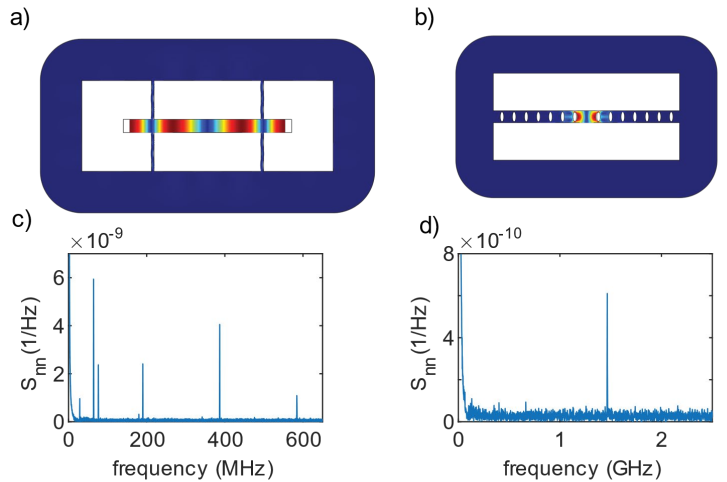 a)
b)
c)
×10⁻⁹
6
4
2
0
S_nn(1/Hz)
0
200
400
600
frequency (MHz)
d)
×10⁻¹⁰
8
4
0
S_nn(1/Hz)
0
1
2
frequency (GHz)